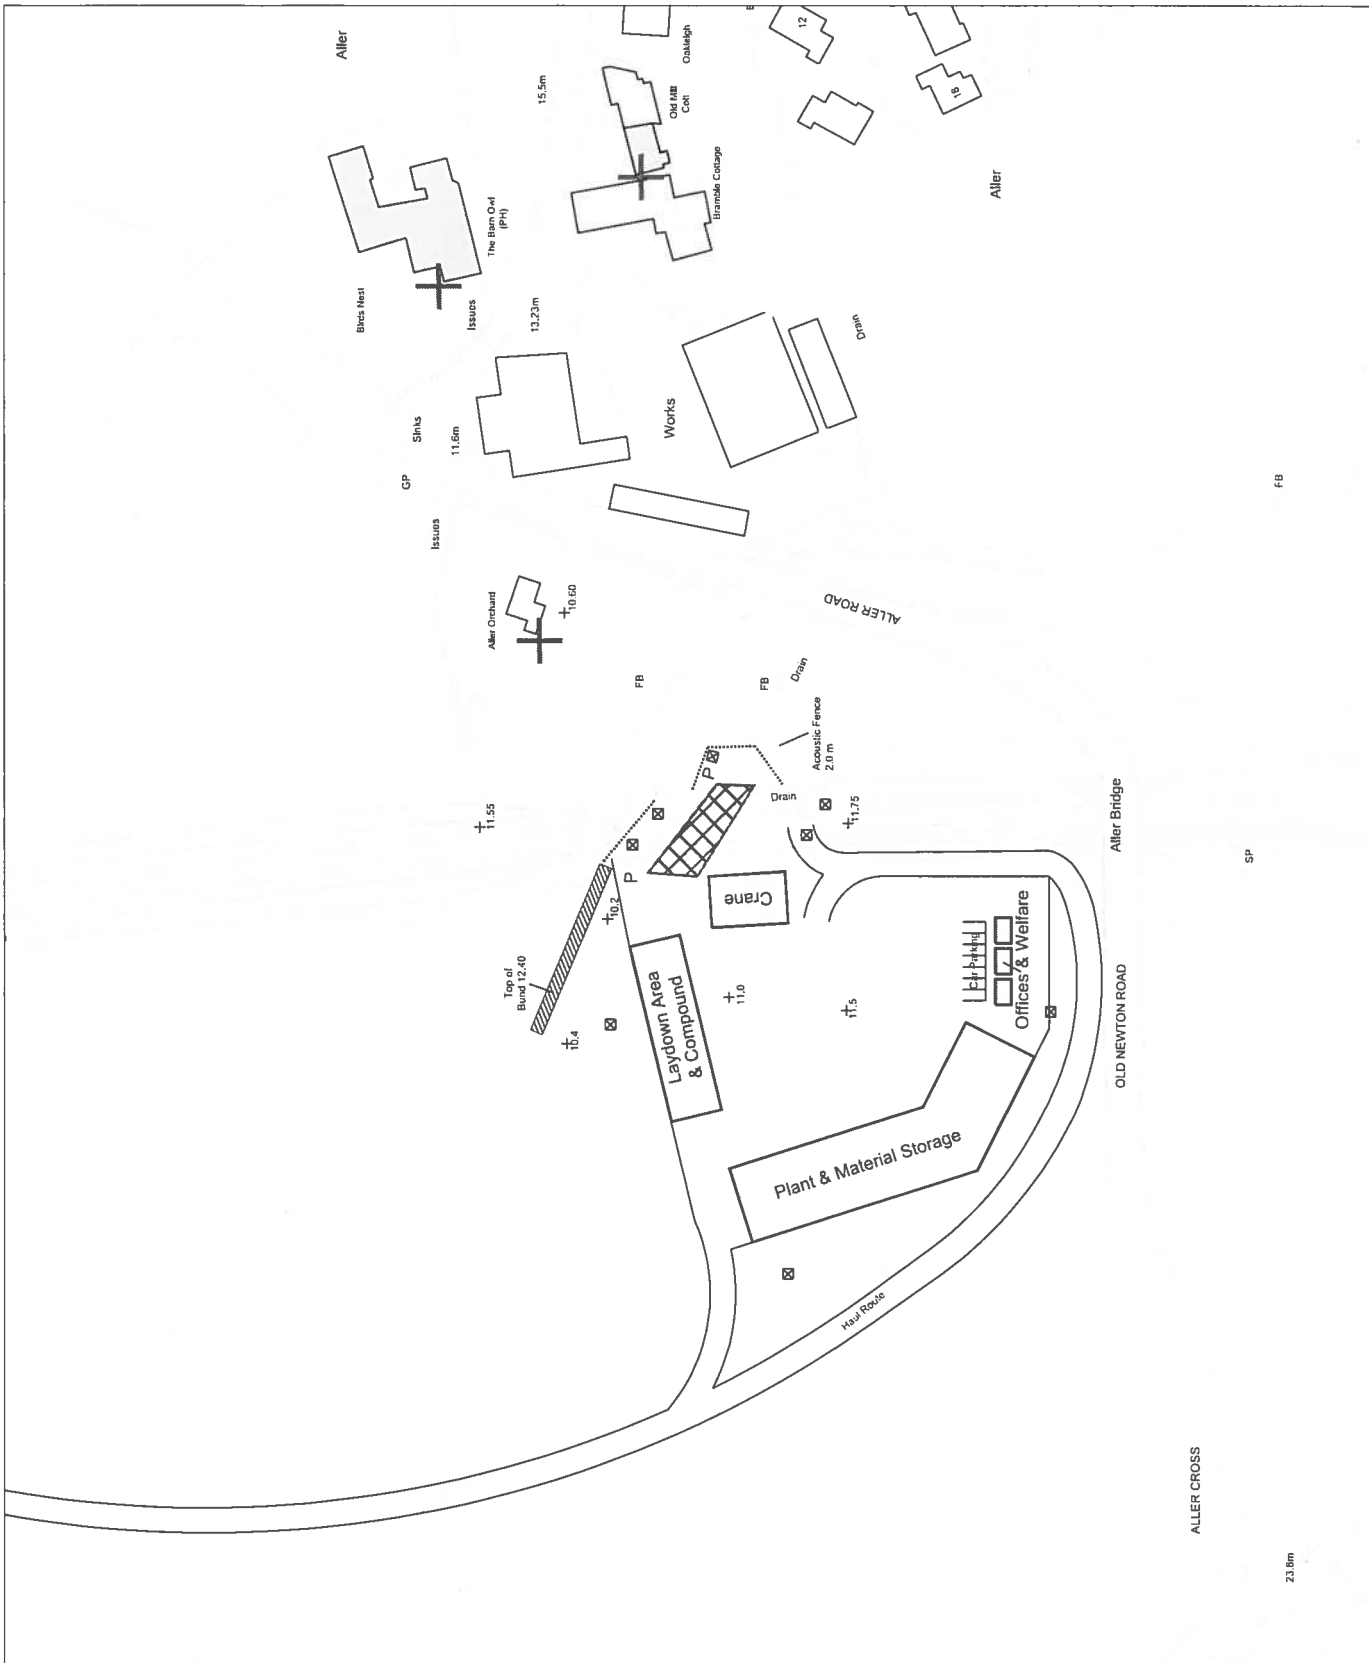 Aller
15.5m
Oakleigh
12
Old Mill
Cott
18
Bramble Cottage
Aller
The Barn Owl
(PH)
Birds Nest
Issues
13.23m
Drain
Sinks
11.6m
Works
GP
Issues
FB
Aller Orchard
10.60
ALLER ROAD
FB
FB
Drain
Acoustic Fence
2.0 m
P
Drain
11.55
11.75
Aller Bridge
SP
P
Crane
10.2
Top of
Bund 12.40
10.4
Laydown Area
& Compound
11.0
11.5
Car Parking
Offices & Welfare
OLD NEWTON ROAD
Plant & Material Storage
Haul Route
ALLER CROSS
23.8m